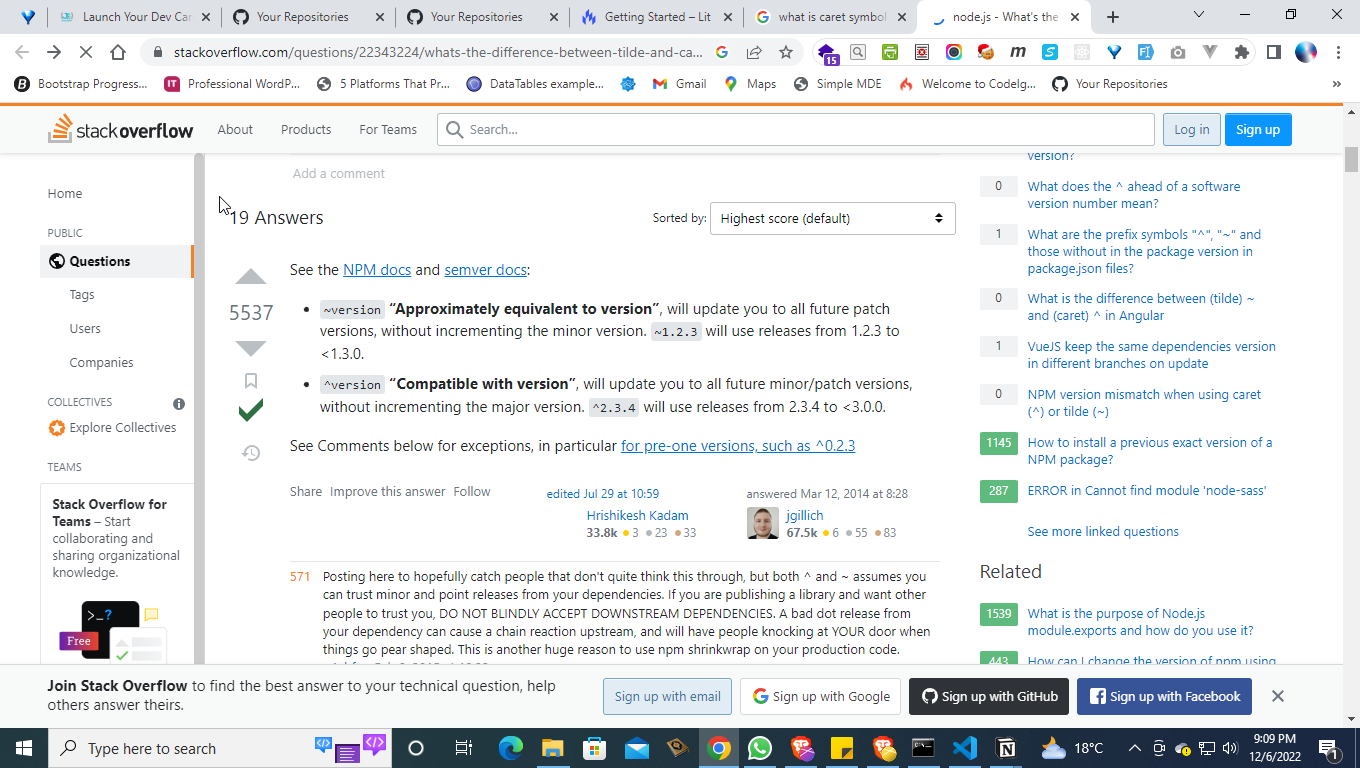 Launch Your Dev Car
Your Repositories
Your Repositories
Getting Started – Lit
what is caret symbol
node.js - What's the
stackoverflow.com/questions/22343224/whats-the-difference-between-tilde-and-ca...
15
Bootstrap Progress...
Professional WordP...
5 Platforms That Pr...
DataTables example...
Gmail
Maps
Simple MDE
Welcome to CodeIg...
Your Repositories
»
stackoverflow
About
Products
For Teams
Search...
Log in
Sign up
Home
PUBLIC
Questions
Tags
Users
Companies
COLLECTIVES
Explore Collectives
TEAMS
Stack Overflow for
Teams – Start
collaborating and
sharing organizational
knowledge.
>_?
Free
Add a comment
19 Answers
Sorted by:
Highest score (default)
5537
See the NPM docs and semver docs:
• ~version “Approximately equivalent to version”, will update you to all future patch
versions, without incrementing the minor version. ~1.2.3 will use releases from 1.2.3 to
<1.3.0.
• ^version “Compatible with version”, will update you to all future minor/patch versions,
without incrementing the major version. ^2.3.4 will use releases from 2.3.4 to <3.0.0.
See Comments below for exceptions, in particular for pre-one versions, such as ^0.2.3
Share Improve this answer Follow
edited Jul 29 at 10:59
Hrishikesh Kadam
33.8k 3 23 33
answered Mar 12, 2014 at 8:28
jgillich
67.5k 6 55 83
571
Posting here to hopefully catch people that don't quite think this through, but both ^ and ~ assumes you
can trust minor and point releases from your dependencies. If you are publishing a library and want other
people to trust you, DO NOT BLINDLY ACCEPT DOWNSTREAM DEPENDENCIES. A bad dot release from
your dependency can cause a chain reaction upstream, and will have people knocking at YOUR door when
things go pear shaped. This is another huge reason to use npm shrinkwrap on your production code.
version?
0 What does the ^ ahead of a software
version number mean?
1 What are the prefix symbols "^", "~" and
those without in the package version in
package.json files?
0 What is the difference between (tilde) ~
and (caret) ^ in Angular
1 VueJS keep the same dependencies version
in different branches on update
0 NPM version mismatch when using caret
(^) or tilde (~)
1145 How to install a previous exact version of a
NPM package?
287 ERROR in Cannot find module 'node-sass'
See more linked questions
Related
1539 What is the purpose of Node.js
module.exports and how do you use it?
443 How can I change the version of npm using
Join Stack Overflow to find the best answer to your technical question, help
others answer theirs.
Sign up with email
Sign up with Google
Sign up with GitHub
Sign up with Facebook
Type here to search
18°C
9:09 PM
12/6/2022
1